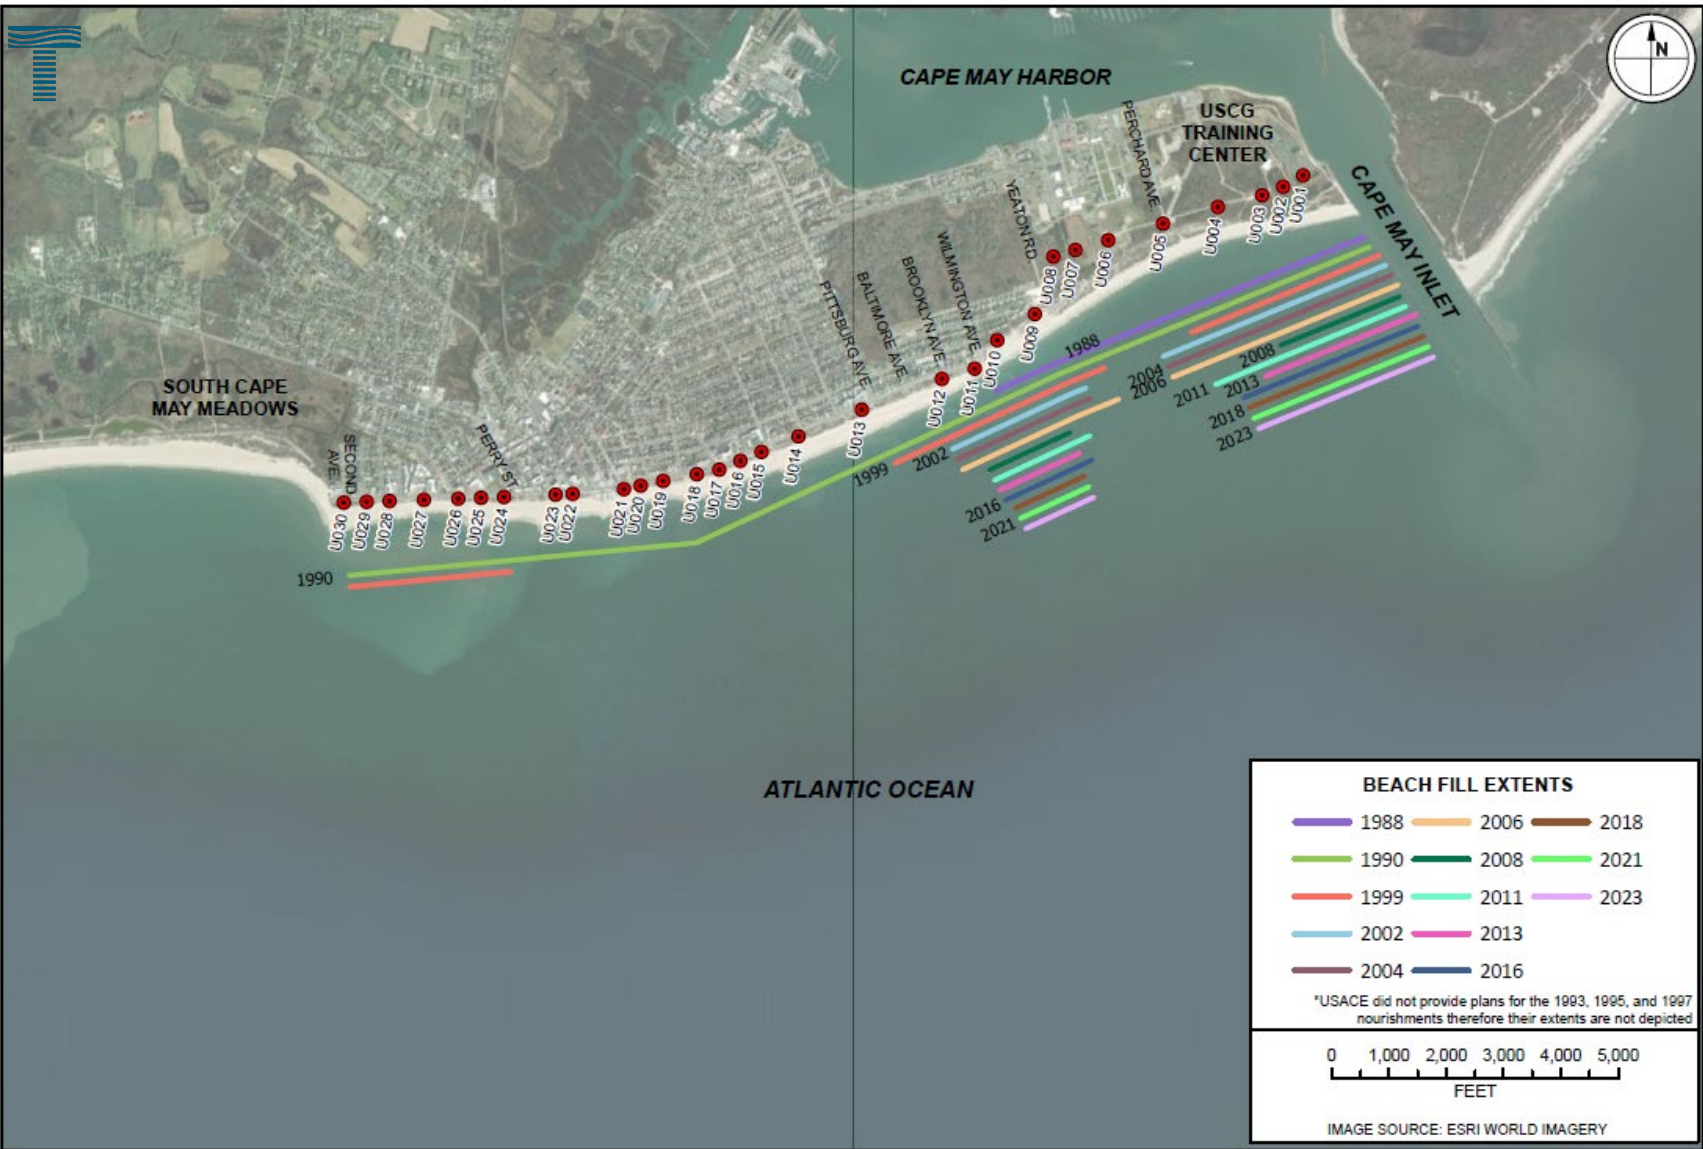 CAPE MAY HARBOR
N
USCG
TRAINING
CENTER
PERCHARD AVE.
CAPE MAY INLET
YEATON RD.
WILMINGTON AVE.
BROOKLYN AVE.
BALTIMORE AVE.
PITTSBURG AVE.
U001
U002
U003
U004
U005
U006
U007
U008
U009
U010
U011
U012
U013
U014
U015
U016
U017
U018
U019
U020
U021
U022
U023
U024
U025
U026
U027
U028
U029
U030
SOUTH CAPE
MAY MEADOWS
SECOND
AVE.
PERRY ST.
1988
2004
2006
2008
2011
2013
2018
2023
1999
2002
2016
2021
1990
ATLANTIC OCEAN
BEACH FILL EXTENTS
1988 2006 2018
1990 2008 2021
1999 2011 2023
2002 2013
2004 2016
*USACE did not provide plans for the 1993, 1995, and 1997
nourishments therefore their extents are not depicted
0 1,000 2,000 3,000 4,000 5,000
FEET
IMAGE SOURCE: ESRI WORLD IMAGERY